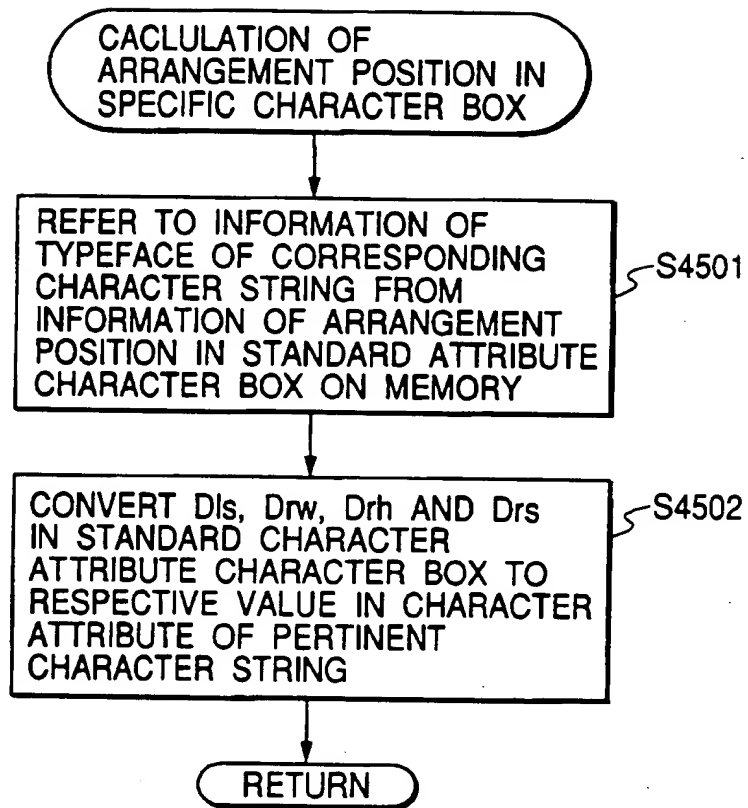 CACLULATION OF
ARRANGEMENT POSITION IN
SPECIFIC CHARACTER BOX
REFER TO INFORMATION OF
TYPEFACE OF CORRESPONDING
CHARACTER STRING FROM
INFORMATION OF ARRANGEMENT
POSITION IN STANDARD ATTRIBUTE
CHARACTER BOX ON MEMORY
S4501
CONVERT Dls, Drw, Drh AND Drs
IN STANDARD CHARACTER
ATTRIBUTE CHARACTER BOX TO
RESPECTIVE VALUE IN CHARACTER
ATTRIBUTE OF PERTINENT
CHARACTER STRING
S4502
RETURN